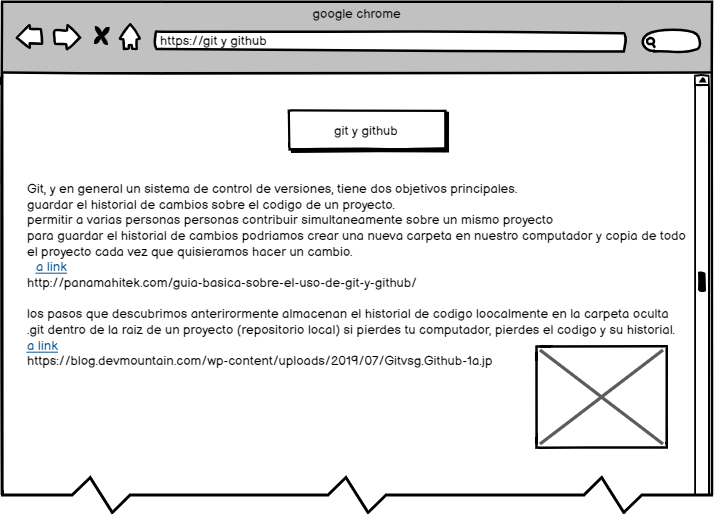 google chrome
https://git y github
git y github
Git, y en general un sistema de control de versiones, tiene dos objetivos principales.
guardar el historial de cambios sobre el codigo de un proyecto.
permitir a varias personas personas contribuir simultaneamente sobre un mismo proyecto
para guardar el historial de cambios podriamos crear una nueva carpeta en nuestro computador y copia de todo
el proyecto cada vez que quisieramos hacer un cambio.
a link
http://panamahitek.com/guia-basica-sobre-el-uso-de-git-y-github/
los pasos que descubrimos anterirormente almacenan el historial de codigo loocalmente en la carpeta oculta
.git dentro de la raiz de un proyecto (repositorio local) si pierdes tu computador, pierdes el codigo y su historial.
a link
https://blog.devmountain.com/wp-content/uploads/2019/07/Gitvsg.Github-1a.jp